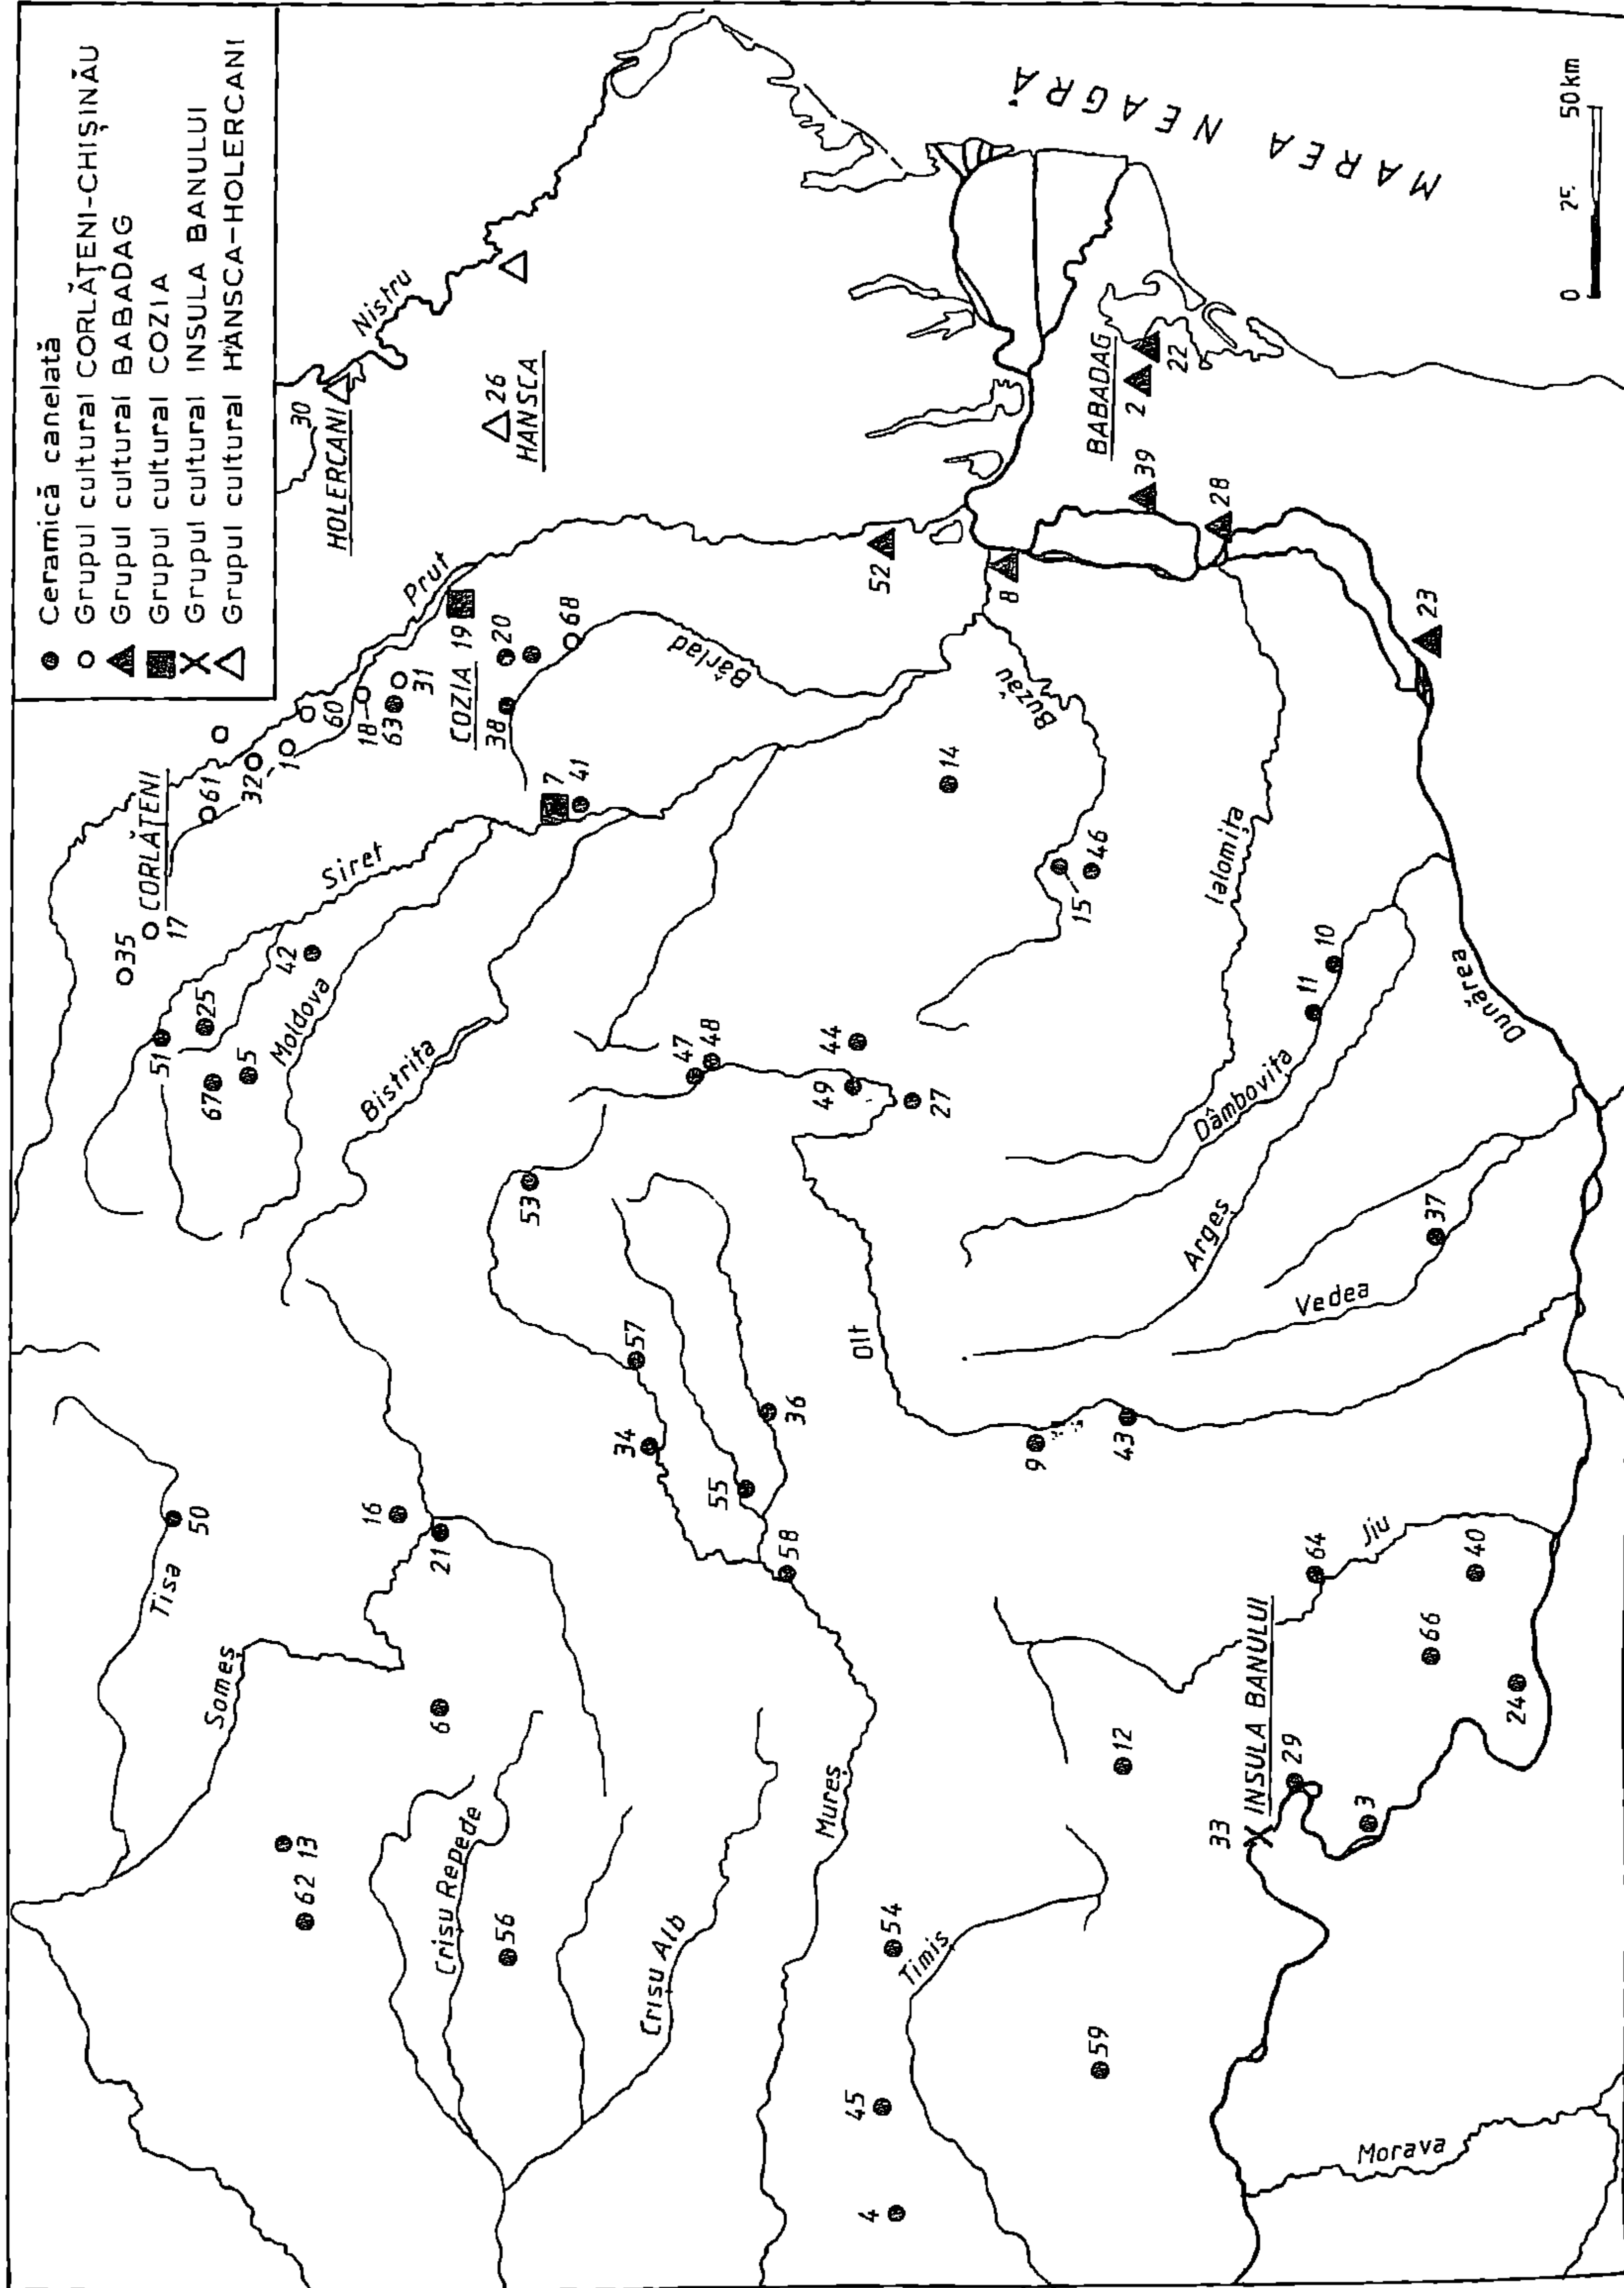 Ceramică canelată
Grupul cultural CORLĂŢENI-CHIŞINĂU
Grupul cultural BABADAG
Grupul cultural COZIA
Grupul cultural INSULA BANULUI
Grupul cultural HĂNSCA-HOLERCANI
Tisa
50
Someş
16
21
6
13
62
Crişu Repede
56
Crişu Alb
Mureş
54
45
4
Timis
59
12
Morava
33
INSULA BANULUI
29
3
24
66
40
64
Jiu
9
43
Olt
Vedea
37
Argeş
Dâmboviţa
11
10
Ialomiţa
Dunărea
34
57
55
36
58
53
47
48
44
49
27
15
46
14
Buzău
Bistriţa
Moldova
67
5
25
51
42
Siret
35
17
CORLĂŢENI
61
32
1
60
18
63
31
Prut
COZIA
19
38
20
68
7
41
Bârlad
52
8
39
28
23
BABADAG
2
22
HOLERCANI
30
Nistru
26
HANSCA
MAREA NEAGRĂ
0 25 50km